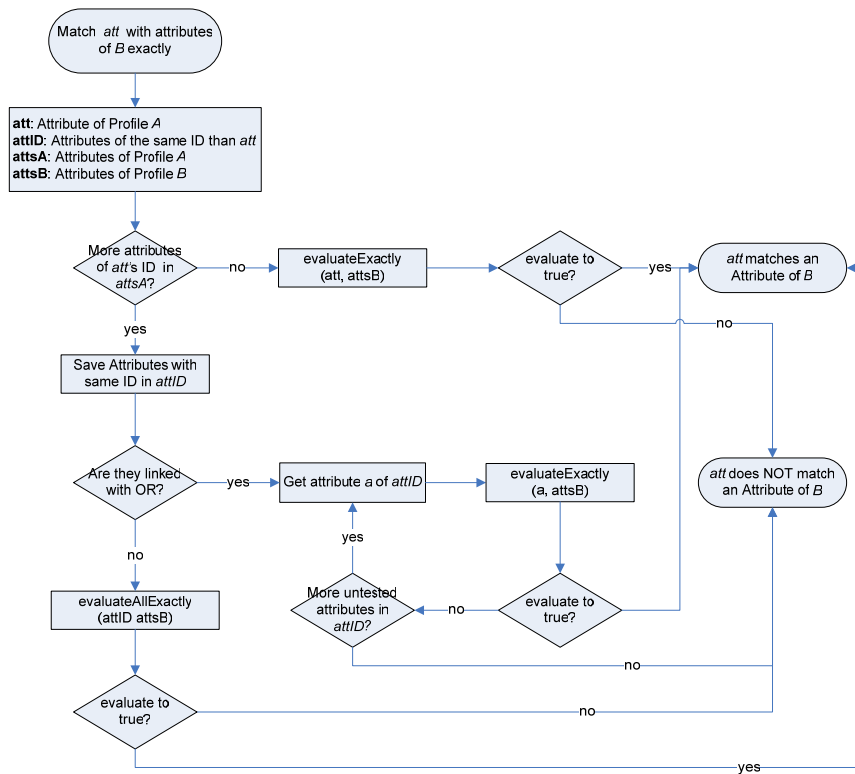 Match att with attributes
of B exactly
att: Attribute of Profile A
attID: Attributes of the same ID than att
attsA: Attributes of Profile A
attsB: Attributes of Profile B
More attributes
of att's ID in
attsA?
no
evaluateExactly
(att, attsB)
evaluate to
true?
yes
att matches an
Attribute of B
no
yes
Save Attributes with
same ID in attID
Are they linked
with OR?
yes
Get attribute a of attID
evaluateExactly
(a, attsB)
att does NOT match
an Attribute of B
no
yes
evaluateAllExactly
(attID attsB)
More untested
attributes in
attID?
no
evaluate to
true?
no
evaluate to
true?
no
yes